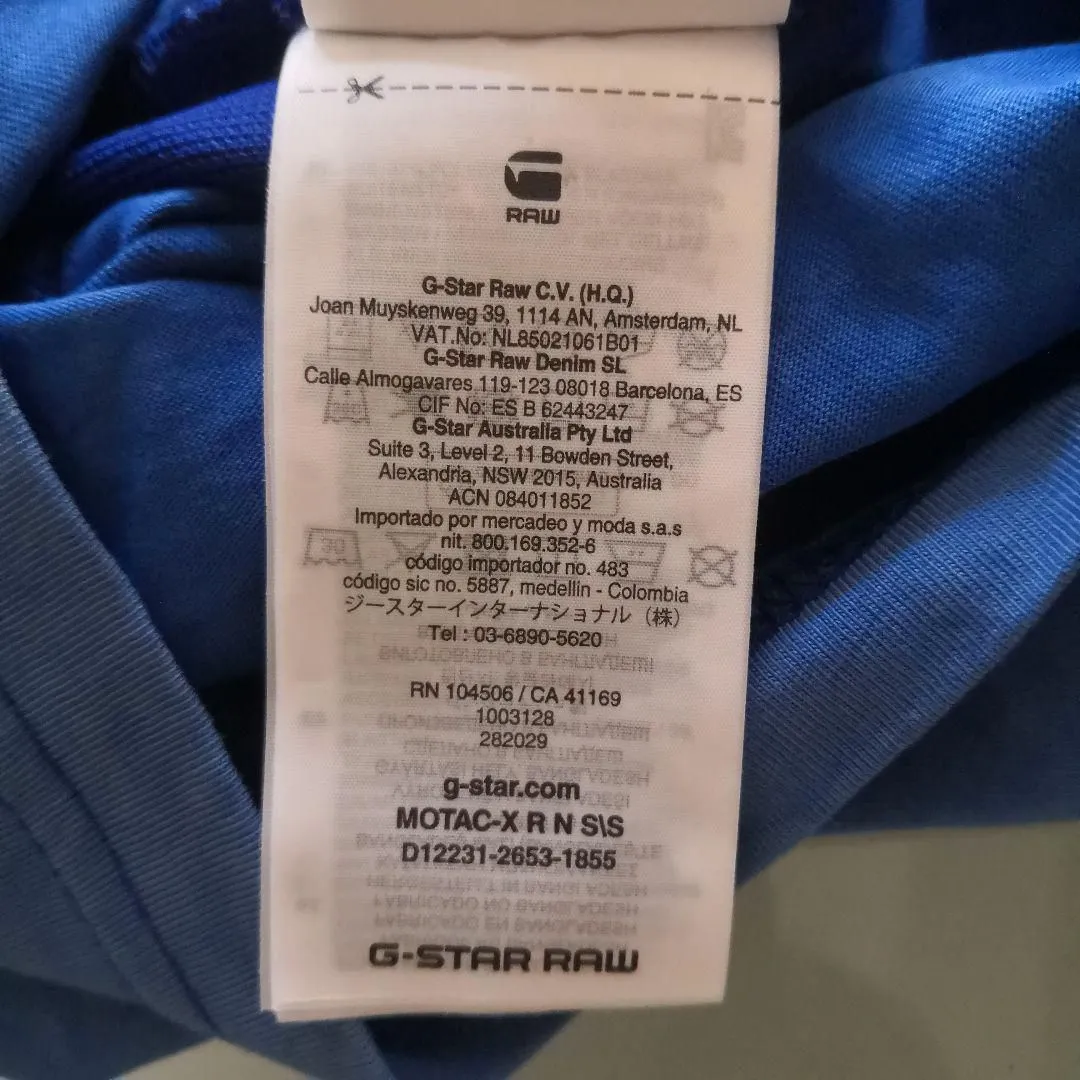 RAW
G-Star Raw C.V. (H.Q.)
Joan Muyskenweg 39, 1114 AN, Amsterdam, NL
VAT.No: NL85021061B01
G-Star Raw Denim SL
Calle Almogavares 119-123 08018 Barcelona, ES
CIF No: ES B 62443247
G-Star Australia Pty Ltd
Suite 3, Level 2, 11 Bowden Street,
Alexandria, NSW 2015, Australia
ACN 084011852
Importado por mercadeo y moda s.a.s
nit. 800.169.352-6
código importador no. 483
código sic no. 5887, medellin - Colombia
ジースターインターナショナル（株）
Tel : 03-6890-5620
RN 104506 / CA 41169
1003128
282029
g-star.com
MOTAC-X R N S\S
D12231-2653-1855
G-STAR RAW